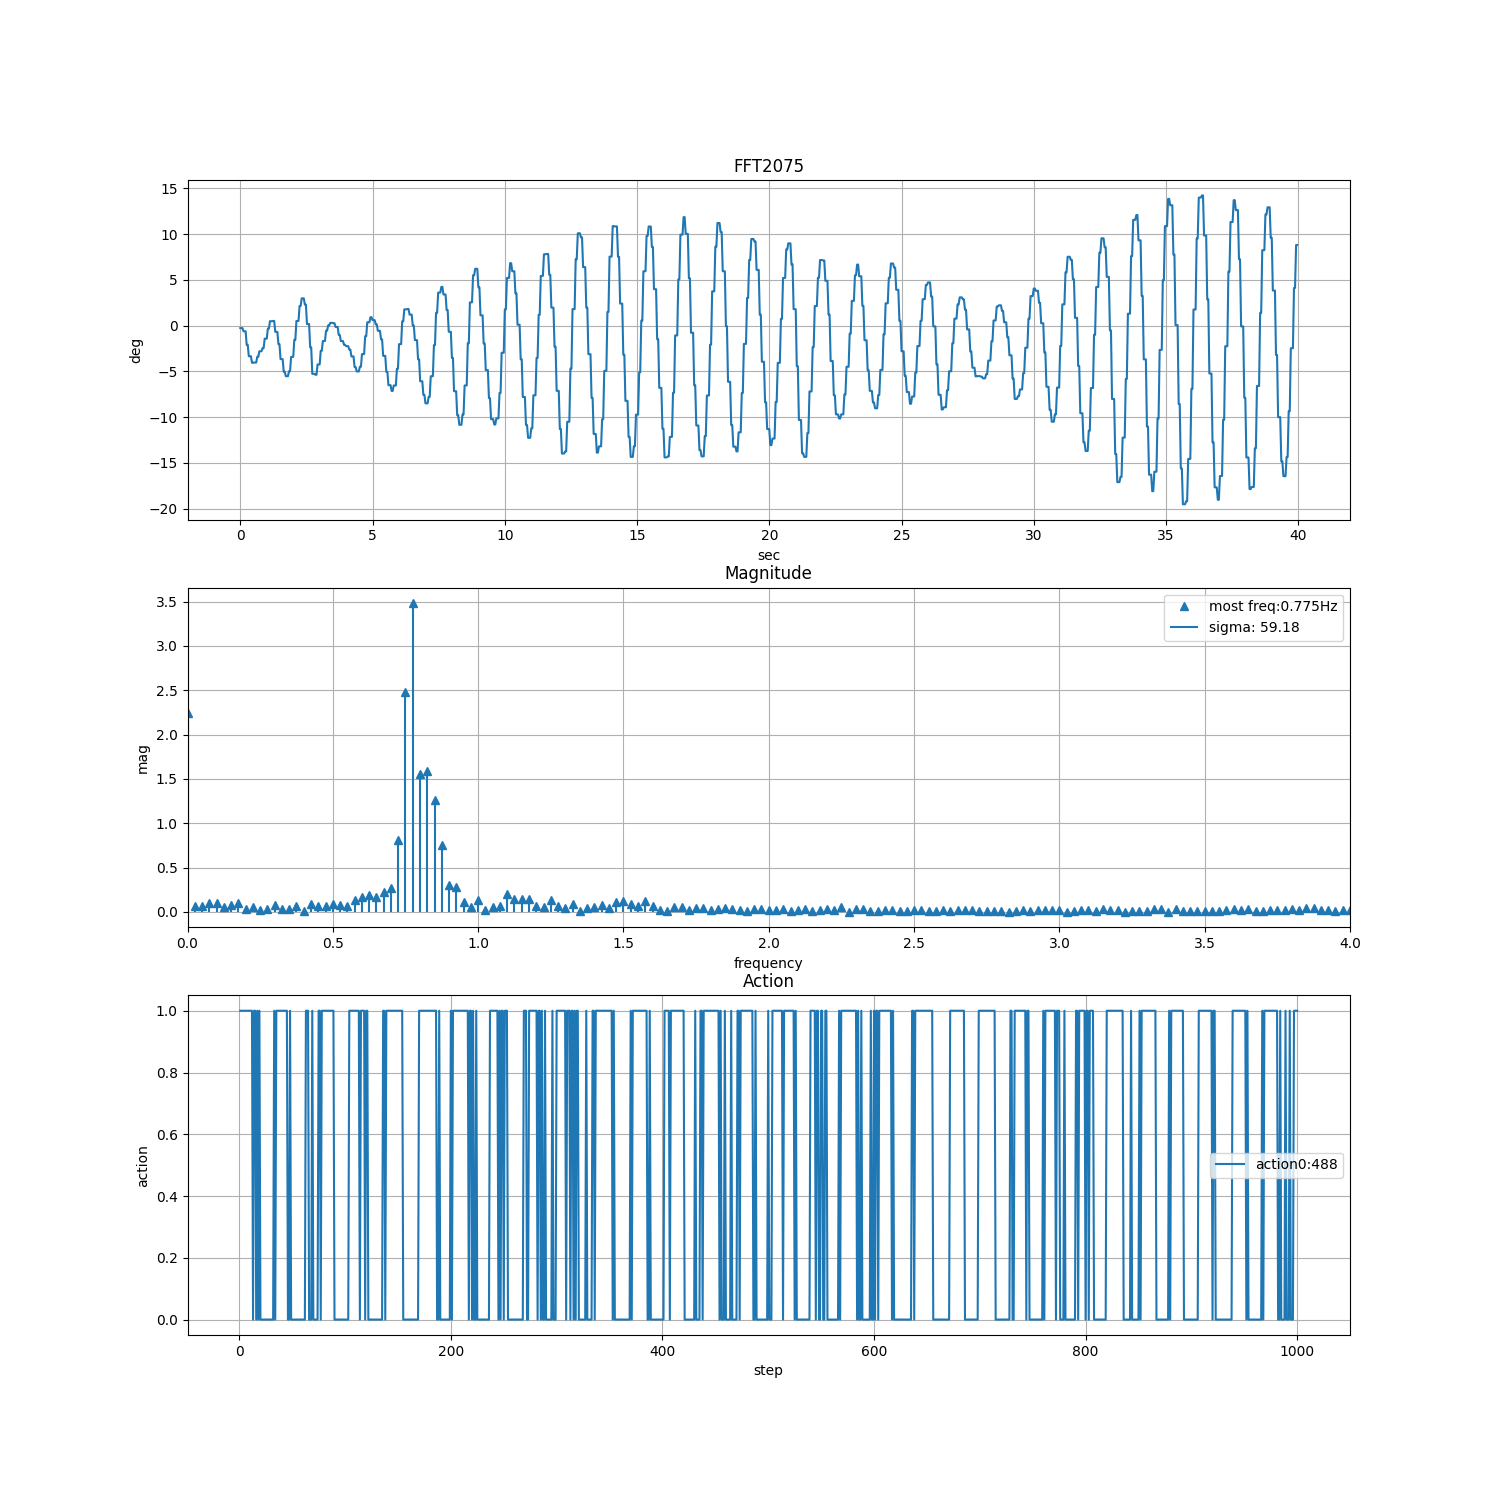 FFT2075
15
10
5
0
−5
−10
−15
−20
deg
0 5 10 15 20 25 30 35 40
sec
Magnitude
3.5
3.0
2.5
2.0
1.5
1.0
0.5
0.0
mag
most freq:0.775Hz
sigma: 59.18
0.0 0.5 1.0 1.5 2.0 2.5 3.0 3.5 4.0
frequency
Action
1.0
0.8
0.6
0.4
0.2
0.0
action
action0:488
0 200 400 600 800 1000
step